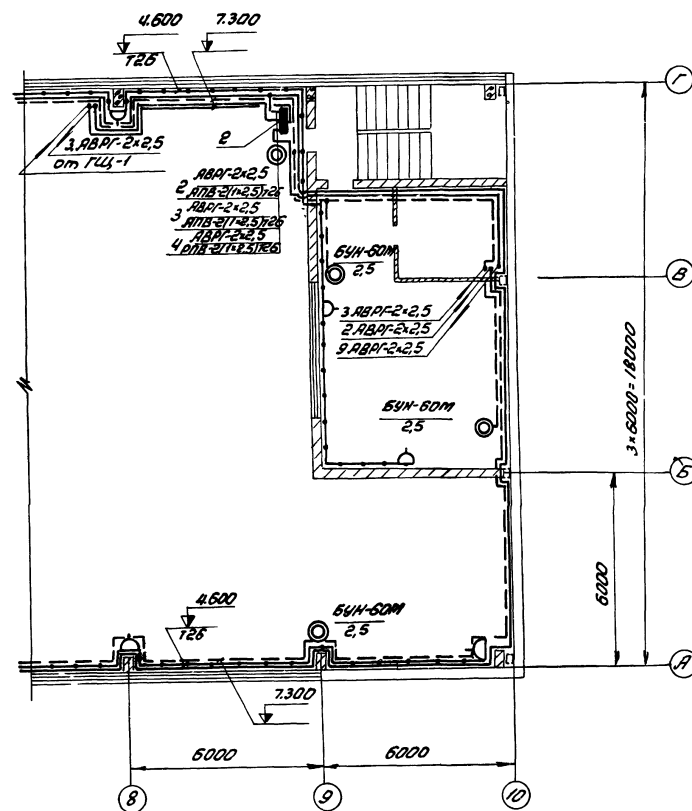 4.600
7.300
Т26
Г
3.АВРГ-2×2,5
от ГЩ-1
2
АВРГ-2×2,5
2 АПВ-2(1×2,5)т26
АВРГ-2×2,5
3 АПВ-2(1×2,5)т26
АВРГ-2×2,5
4 АПВ-2(1×2,5)т26
БУН-60М
2,5
В
3.АВРГ-2×2,5
2.АВРГ-2×2,5
9.АВРГ-2×2,5
3×6000=18000
БУН-60М
2,5
Б
6000
4.600
Т26
БУН-60М
2,5
А
7.300
6000
6000
8
9
10